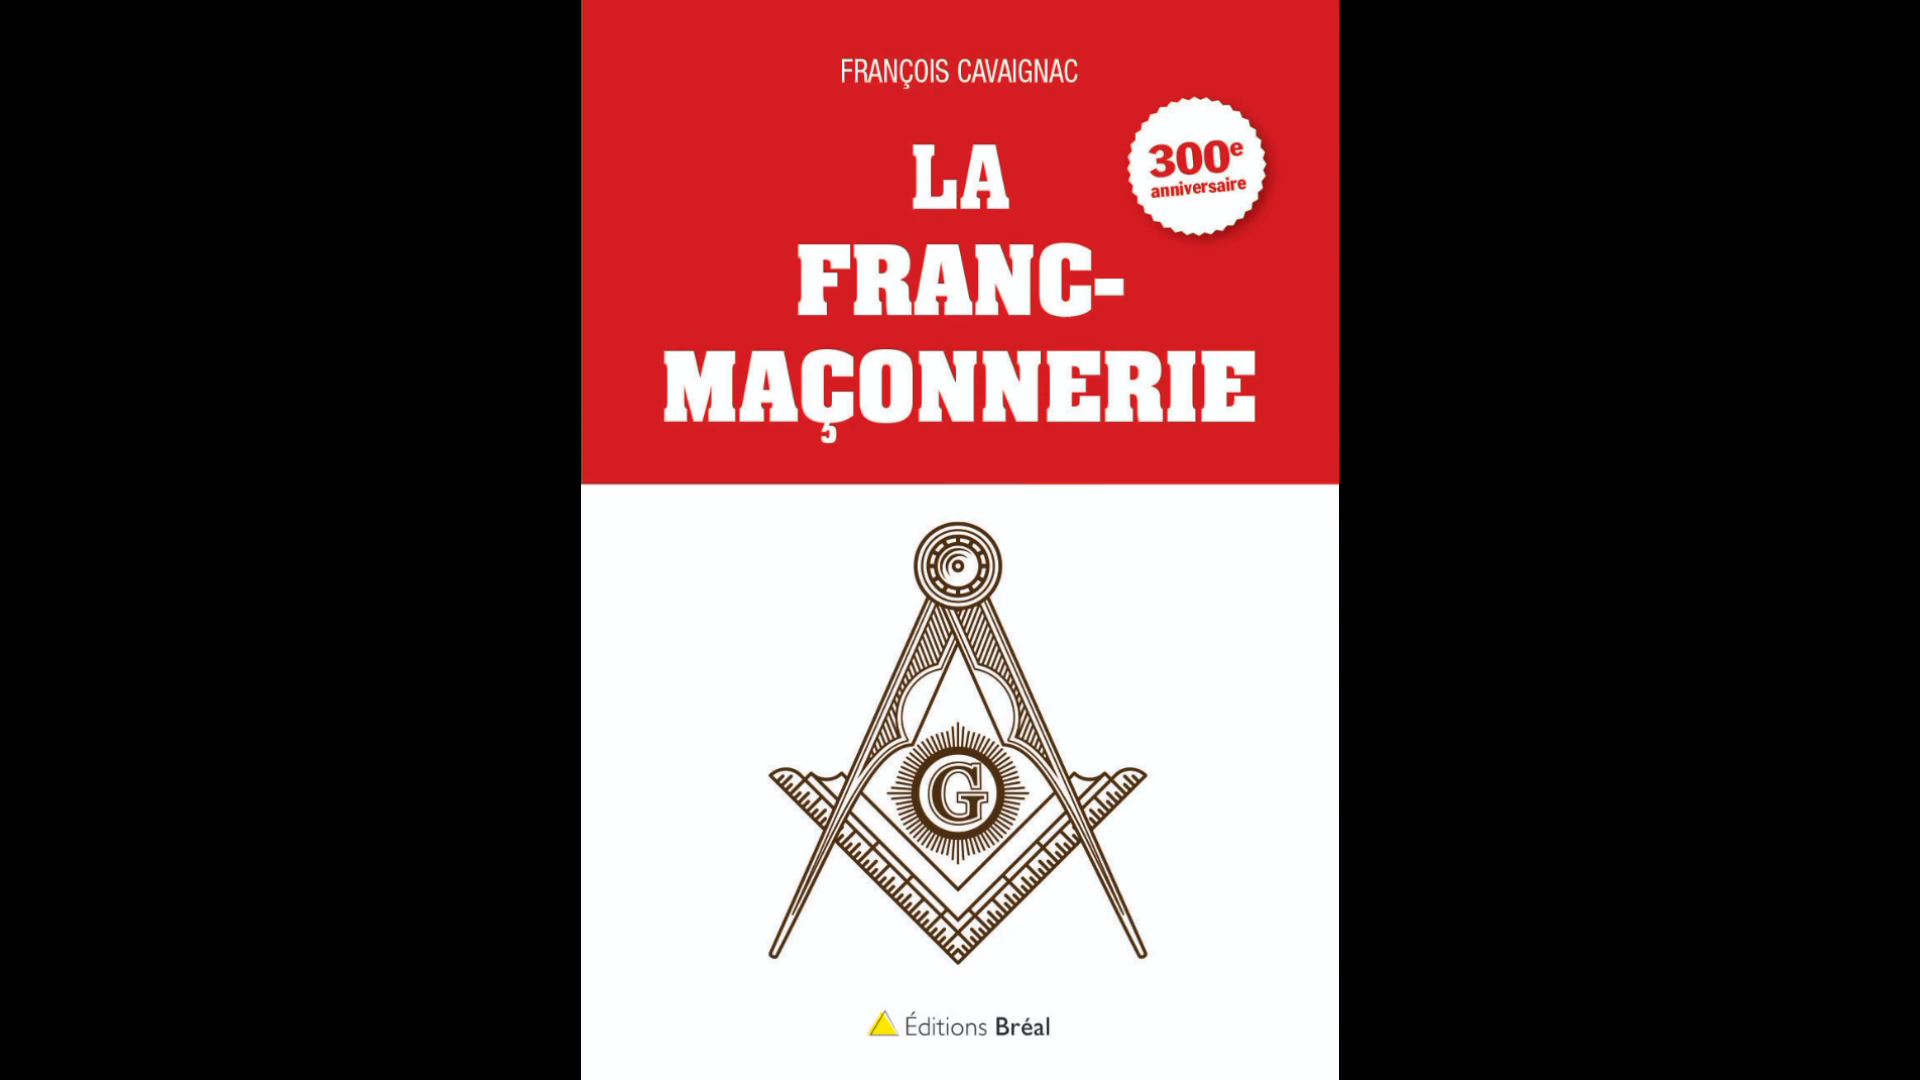 FRANÇOIS CAVAIGNAC
300e
anniversaire
LA
FRANC-
MAÇONNERIE
G
Éditions Bréal